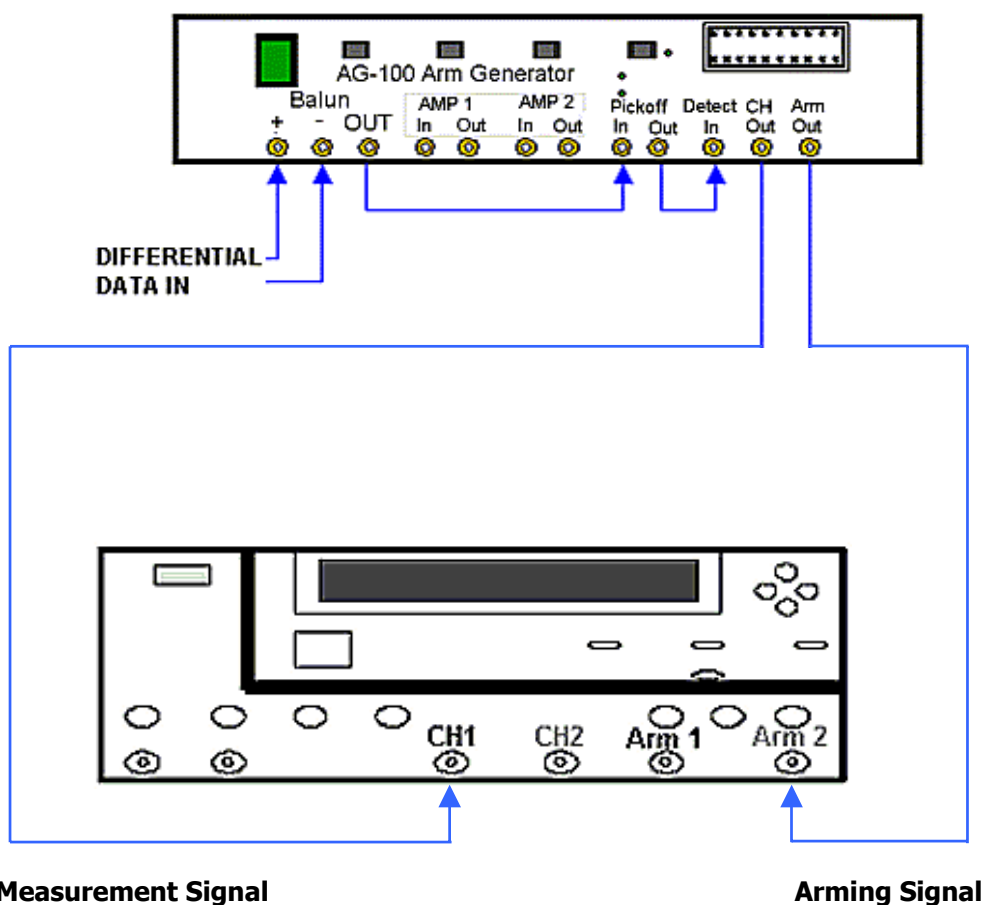 AG-100 Arm Generator
Balun
+ - OUT
AMP 1 AMP 2
In Out In Out
Pickoff Detect CH Arm
In Out In Out Out
DIFFERENTIAL
DATA IN
CH1 CH2 Arm 1 Arm 2
Measurement Signal Arming Signal